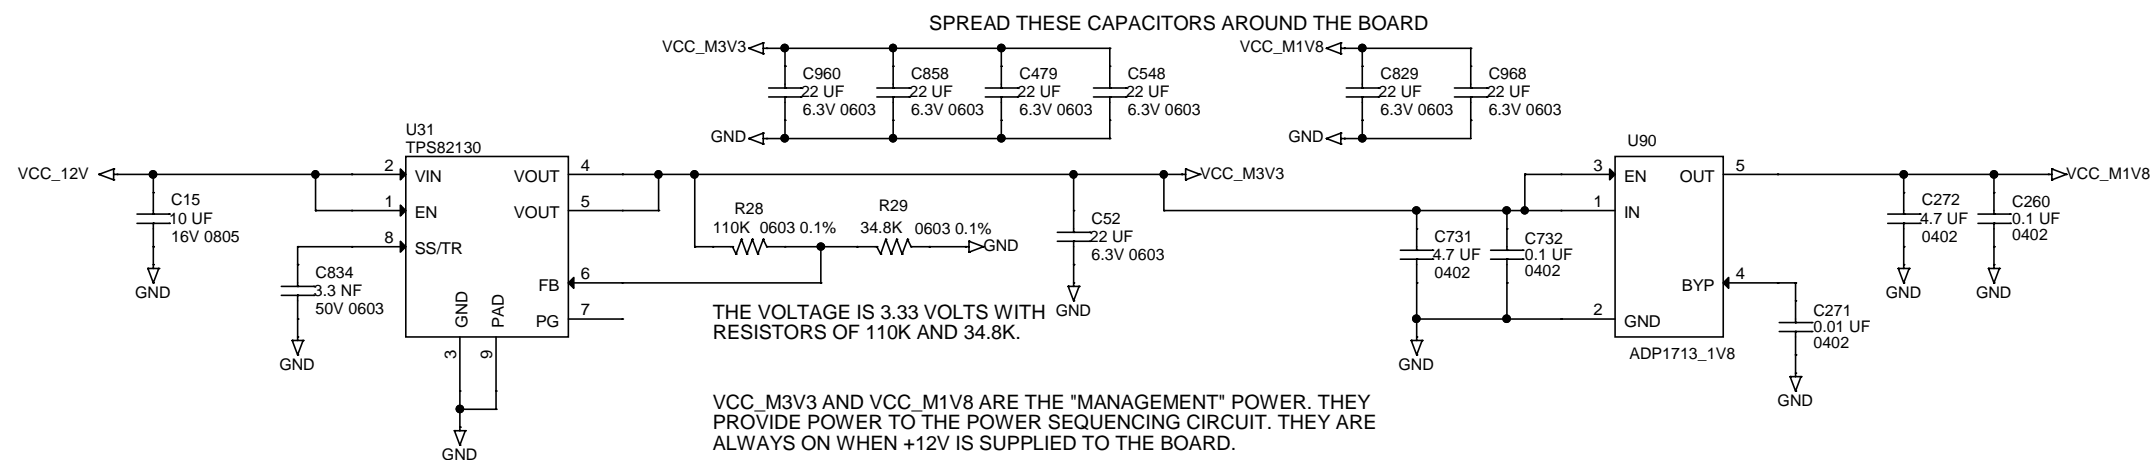 SPREAD THESE CAPACITORS AROUND THE BOARD
VCC_M3V3
C960
22 UF
6.3V 0603
C858
22 UF
6.3V 0603
C479
22 UF
6.3V 0603
C548
22 UF
6.3V 0603
GND
VCC_M1V8
C829
22 UF
6.3V 0603
C968
22 UF
6.3V 0603
GND
VCC_12V
C15
10 UF
16V 0805
GND
C834
3.3 NF
50V 0603
GND
U31
TPS82130
2
VIN
1
EN
8
SS/TR
VOUT
4
VOUT
5
FB
6
PG
7
GND
3
PAD
9
GND
R28
110K 0603 0.1%
R29
34.8K 0603 0.1%
GND
C52
22 UF
6.3V 0603
GND
VCC_M3V3
THE VOLTAGE IS 3.33 VOLTS WITH
RESISTORS OF 110K AND 34.8K.
VCC_M3V3 AND VCC_M1V8 ARE THE "MANAGEMENT" POWER. THEY
PROVIDE POWER TO THE POWER SEQUENCING CIRCUIT. THEY ARE
ALWAYS ON WHEN +12V IS SUPPLIED TO THE BOARD.
C731
4.7 UF
0402
C732
0.1 UF
0402
GND
U90
3
EN
1
IN
2
GND
OUT
5
BYP
4
ADP1713_1V8
C271
0.01 UF
0402
GND
C272
4.7 UF
0402
GND
C260
0.1 UF
0402
GND
VCC_M1V8